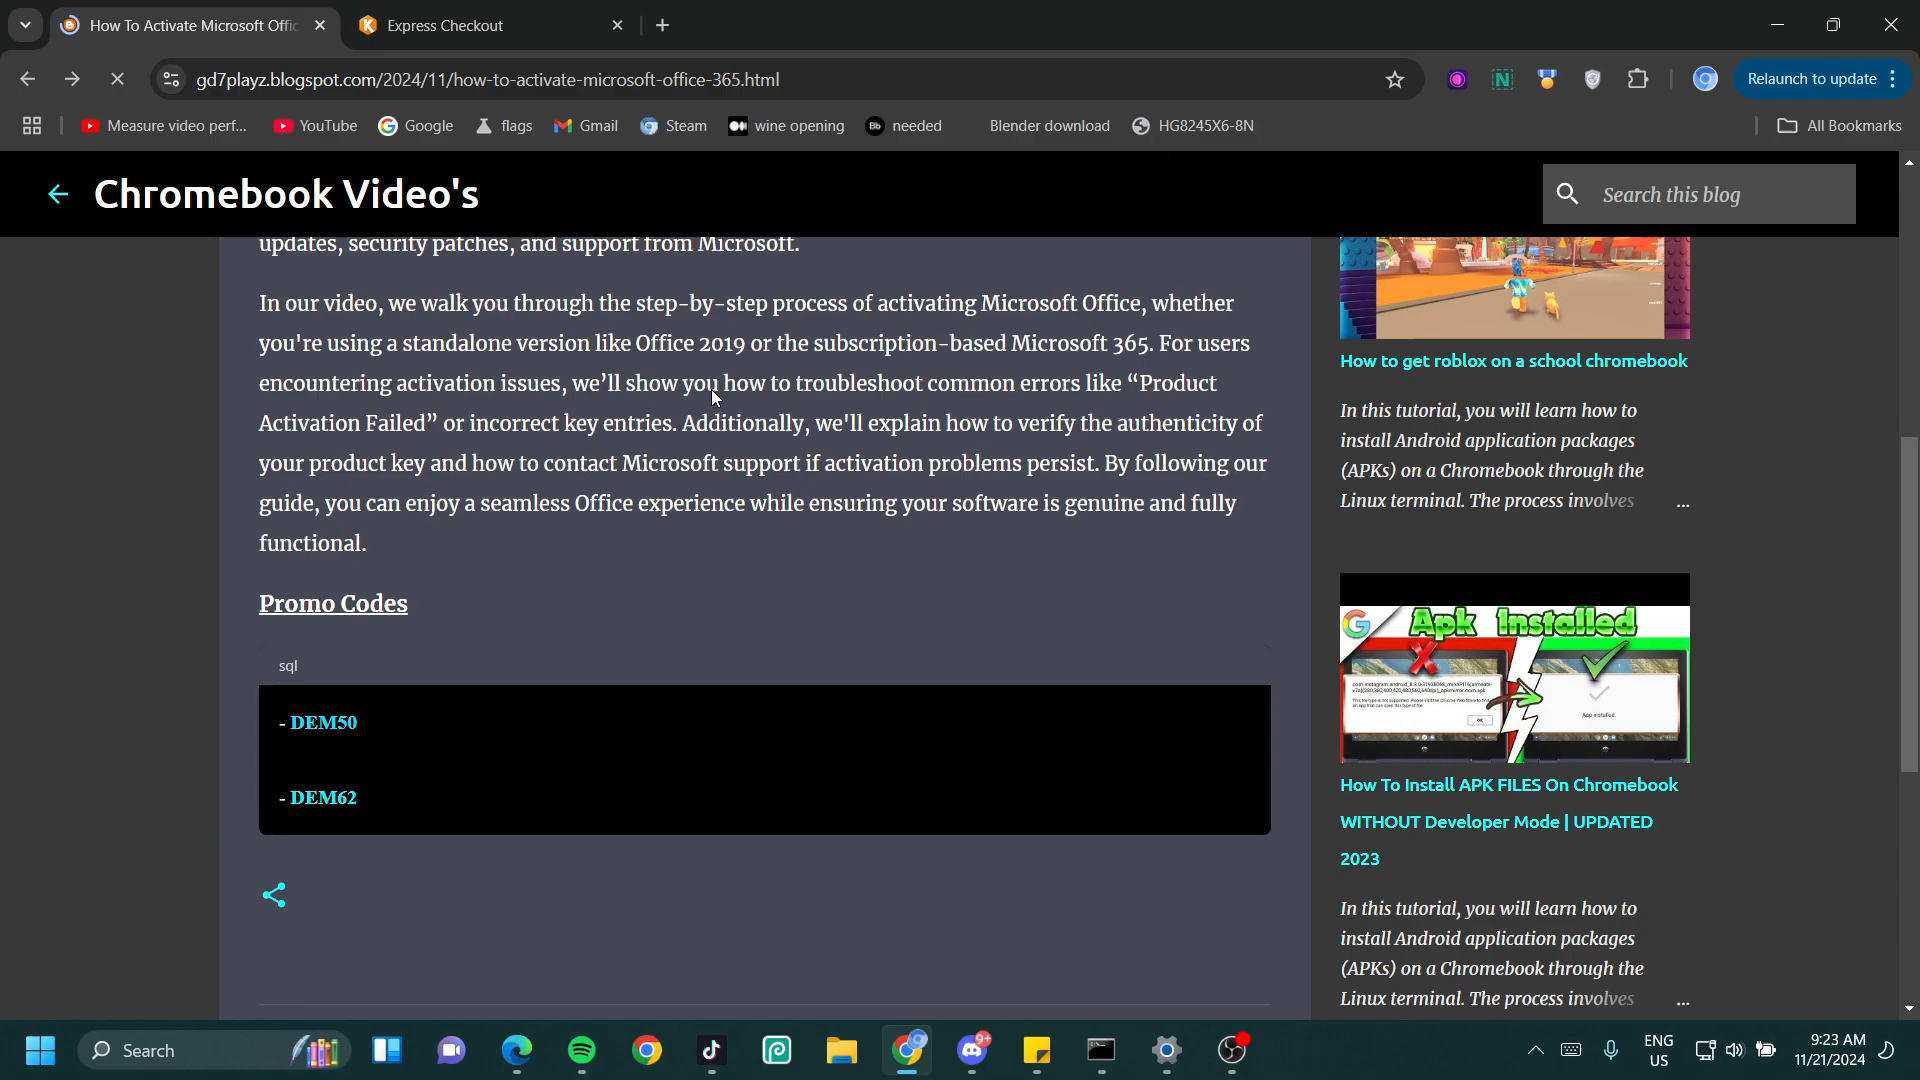 How To Activate Microsoft Offic
Express Checkout
gd7playz.blogspot.com/2024/11/how-to-activate-microsoft-office-365.html
Relaunch to update
Measure video perf...
YouTube
Google
flags
Gmail
Steam
wine opening
Bb needed
Blender download
HG8245X6-8N
All Bookmarks
Chromebook Video's
Search this blog
updates, security patches, and support from Microsoft.
In our video, we walk you through the step-by-step process of activating Microsoft Office, whether
you're using a standalone version like Office 2019 or the subscription-based Microsoft 365. For users
encountering activation issues, we’ll show you how to troubleshoot common errors like “Product
Activation Failed” or incorrect key entries. Additionally, we'll explain how to verify the authenticity of
your product key and how to contact Microsoft support if activation problems persist. By following our
guide, you can enjoy a seamless Office experience while ensuring your software is genuine and fully
functional.
Promo Codes
sql
- DEM50
- DEM62
How to get roblox on a school chromebook
In this tutorial, you will learn how to
install Android application packages
(APKs) on a Chromebook through the
Linux terminal. The process involves ...
Apk Installed
App installed.
How To Install APK FILES On Chromebook
WITHOUT Developer Mode | UPDATED
2023
In this tutorial, you will learn how to
install Android application packages
(APKs) on a Chromebook through the
Linux terminal. The process involves ...
Search
9+
ENG
US
9:23 AM
11/21/2024